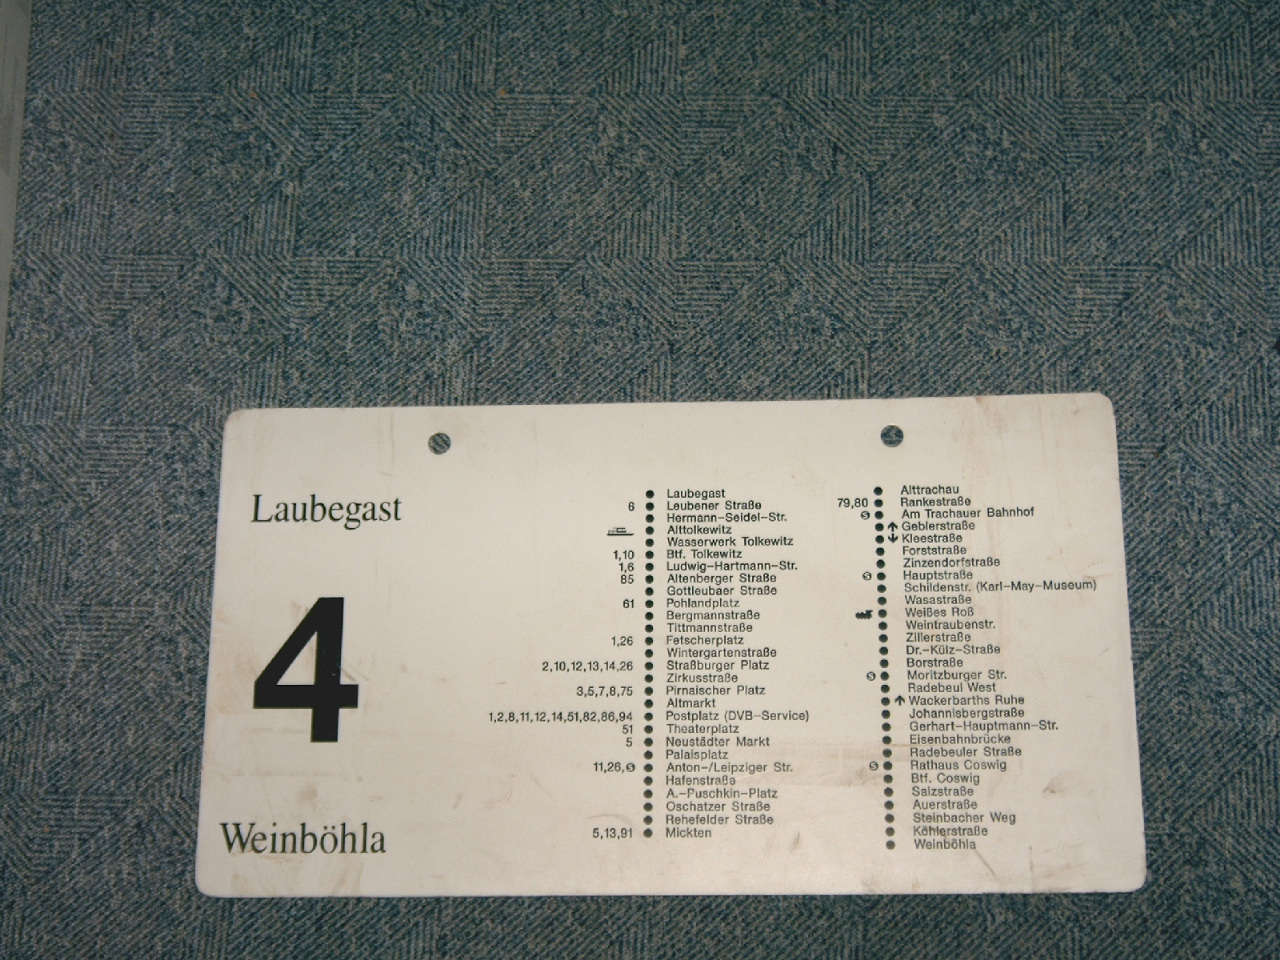 Laubegast
4
Weinböhla
Laubegast
6 Leubener Straße
Hermann-Seidel-Str.
Alttolkewitz
Wasserwerk Tolkewitz
1,10 Btf. Tolkewitz
1,6 Ludwig-Hartmann-Str.
85 Altenberger Straße
Gottleubaer Straße
61 Pohlandplatz
Bergmannstraße
Tittmannstraße
1,26 Fetscherplatz
Wintergartenstraße
2,10,12,13,14,26 Straßburger Platz
Zirkusstraße
3,5,7,8,75 Pirnaischer Platz
Altmarkt
1,2,8,11,12,14,51,82,86,94 Postplatz (DVB-Service)
51 Theaterplatz
5 Neustädter Markt
Palaisplatz
11,26,S Anton-/Leipziger Str.
Hafenstraße
A.-Puschkin-Platz
Oschatzer Straße
Rehefelder Straße
5,13,91 Mickten
Alttrachau
79,80 Rankestraße
S Am Trachauer Bahnhof
↑ Geblerstraße
↓ Kleestraße
Forststraße
Zinzendorfstraße
S Hauptstraße
Schildenstr. (Karl-May-Museum)
Wasastraße
Weißes Roß
Weintraubenstr.
Zillerstraße
Dr.-Külz-Straße
Borstraße
S Moritzburger Str.
Radebeul West
↑ Wackerbarths Ruhe
Johannisbergstraße
Gerhart-Hauptmann-Str.
Eisenbahnbrücke
Radebeuler Straße
S Rathaus Coswig
Btf. Coswig
Salzstraße
Auerstraße
Steinbacher Weg
Köhlerstraße
Weinböhla